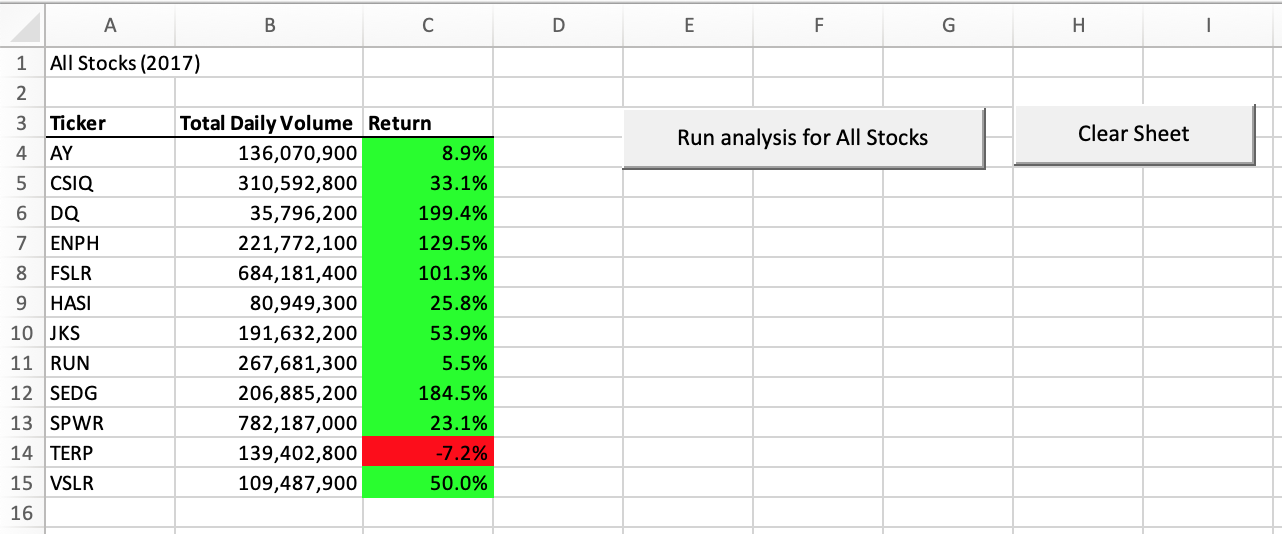 A B C D E F G H I
1 All Stocks (2017)
2
3 Ticker Total Daily Volume Return Run analysis for All Stocks Clear Sheet
4 AY 136,070,900 8.9%
5 CSIQ 310,592,800 33.1%
6 DQ 35,796,200 199.4%
7 ENPH 221,772,100 129.5%
8 FSLR 684,181,400 101.3%
9 HASI 80,949,300 25.8%
10 JKS 191,632,200 53.9%
11 RUN 267,681,300 5.5%
12 SEDG 206,885,200 184.5%
13 SPWR 782,187,000 23.1%
14 TERP 139,402,800 -7.2%
15 VSLR 109,487,900 50.0%
16